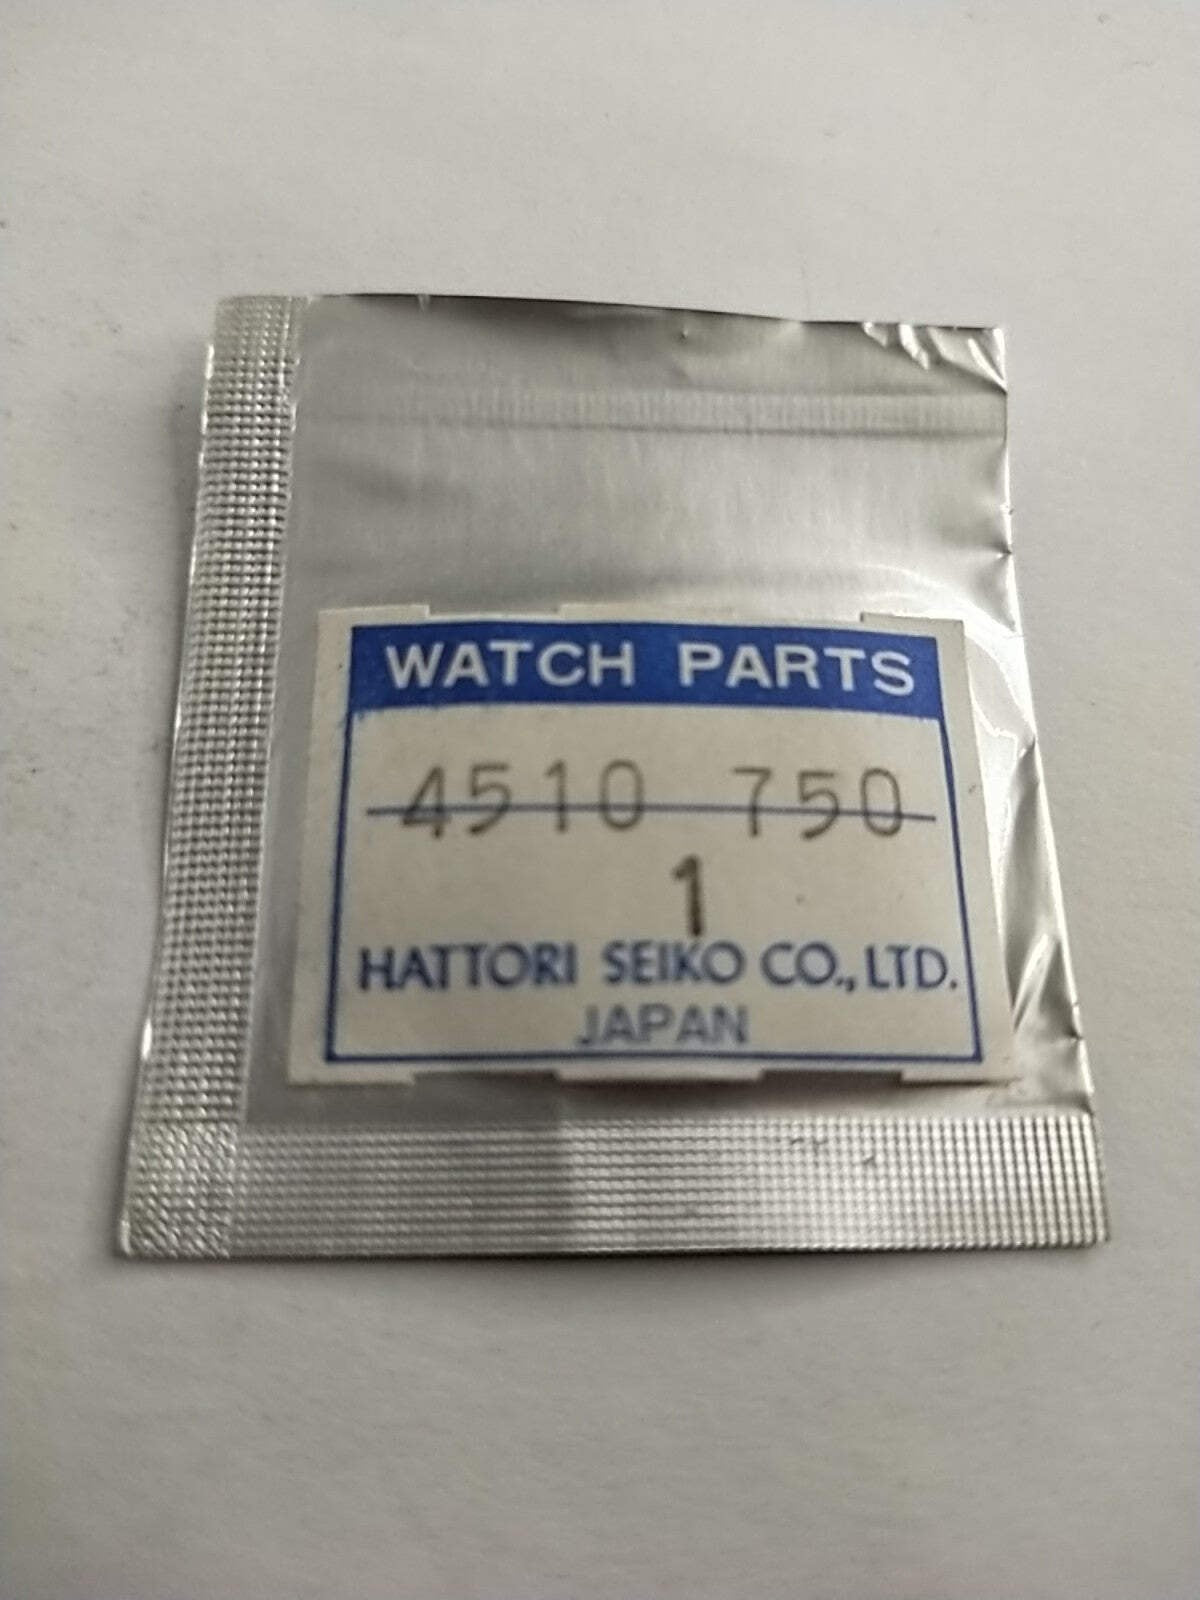 WATCH PARTS
4510 750
1
HATTORI SEIKO CO., LTD.
JAPAN